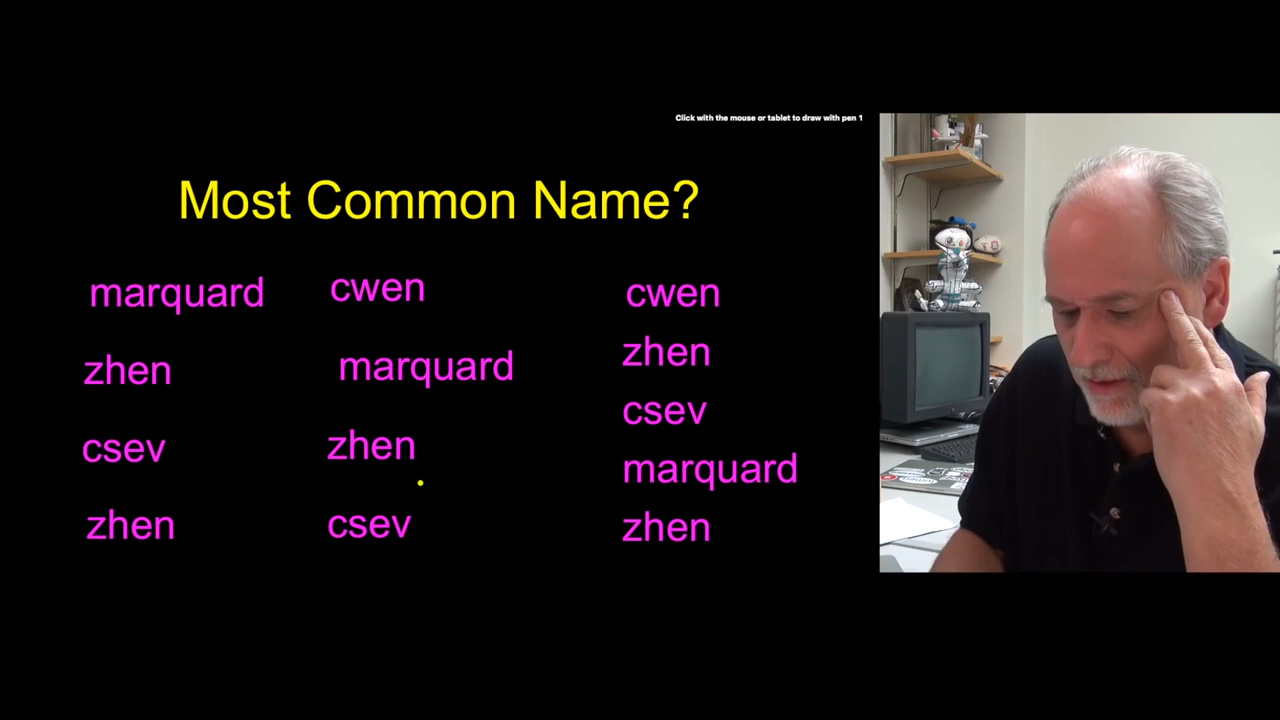 Click with the mouse or tablet to draw with pen 1
Most Common Name?
marquard
zhen
csev
zhen
cwen
marquard
zhen
csev
cwen
zhen
csev
marquard
zhen